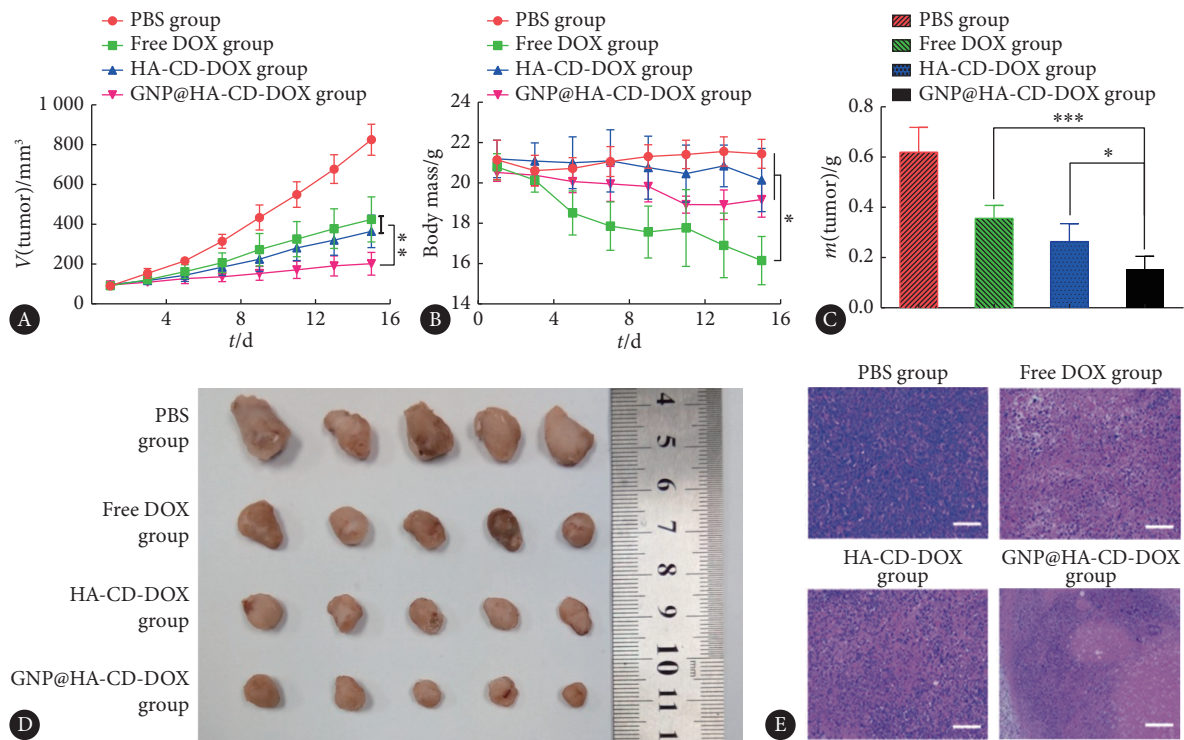 A
PBS group
Free DOX group
HA-CD-DOX group
GNP@HA-CD-DOX group
V(tumor)/mm³
1 000
800
600
400
200
0
4
8
12
16
t/d
**
B
PBS group
Free DOX group
HA-CD-DOX group
GNP@HA-CD-DOX group
Body mass/g
24
22
20
18
16
14
0
4
8
12
16
t/d
*
C
PBS group
Free DOX group
HA-CD-DOX group
GNP@HA-CD-DOX group
m(tumor)/g
0.8
0.6
0.4
0.2
0.0
***
*
D
PBS
group
Free DOX
group
HA-CD-DOX
group
GNP@HA-CD-DOX
group
4
5
6
7
8
9
10
mm
11
1
E
PBS group
Free DOX group
HA-CD-DOX
group
GNP@HA-CD-DOX
group